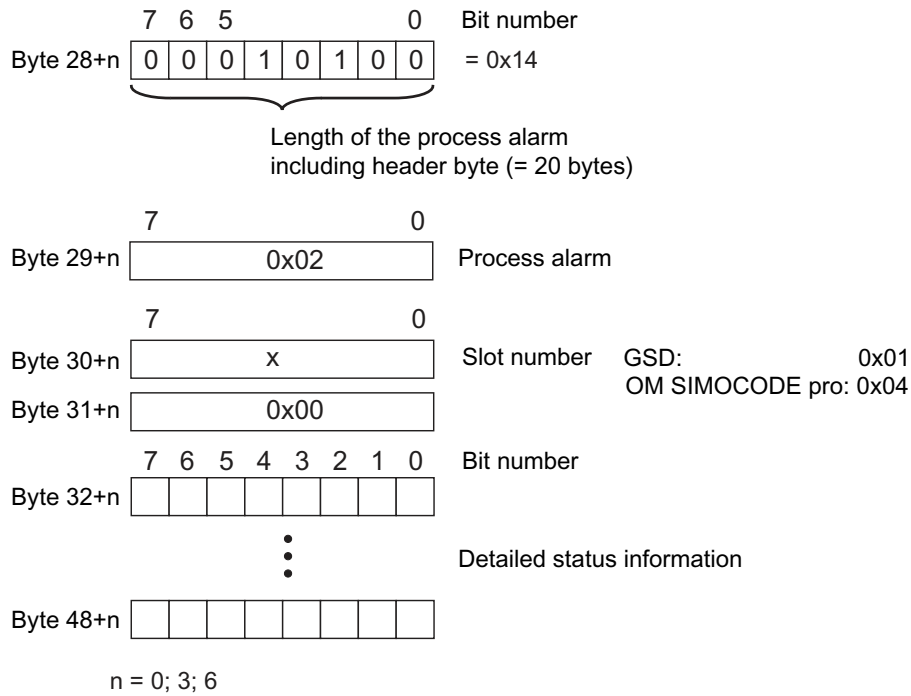 7 6 5 0 Bit number
Byte 28+n 0 0 0 1 0 1 0 0 = 0x14
Length of the process alarm
including header byte (= 20 bytes)
7 0
Byte 29+n 0x02 Process alarm
7 0
Byte 30+n x Slot number GSD: 0x01
OM SIMOCODE pro: 0x04
Byte 31+n 0x00
7 6 5 4 3 2 1 0 Bit number
Byte 32+n
Detailed status information
Byte 48+n
n = 0; 3; 6